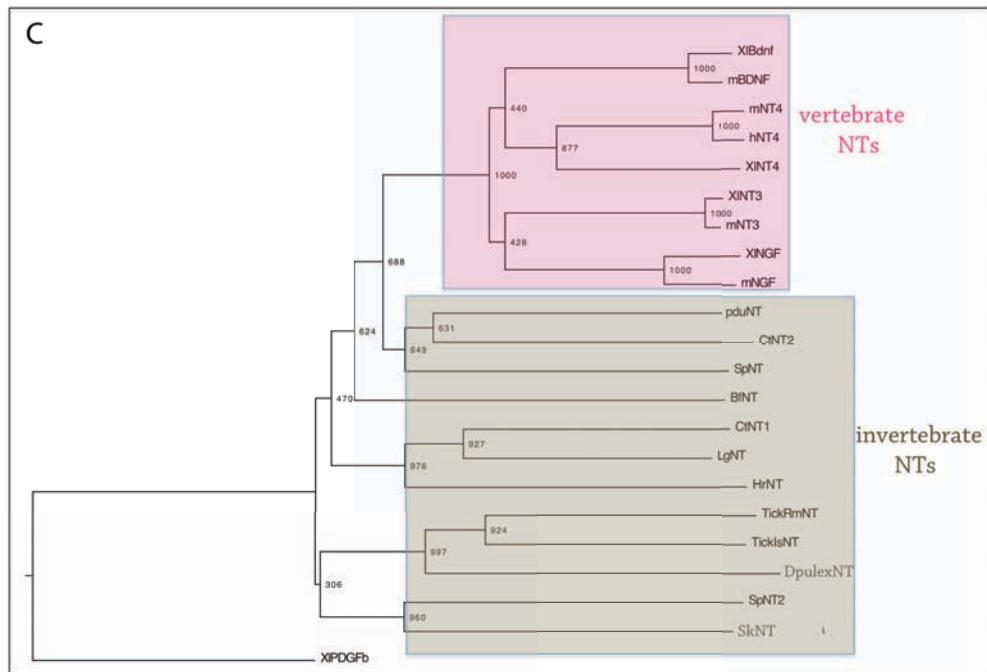 C
XlBdnf
1000
mBDNF
440
mNT4
1000
hNT4
877
XlNT4
vertebrate
NTs
1000
XlNT3
1000
mNT3
428
XlNGF
1000
mNGF
688
pduNT
631
CtNT2
624
649
SpNT
470
BfNT
CtNT1
927
LgNT
976
HrNT
invertebrate
NTs
TickRmNT
924
TickIsNT
997
DpulexNT
306
SpNT2
960
SkNT
XlPDGFb